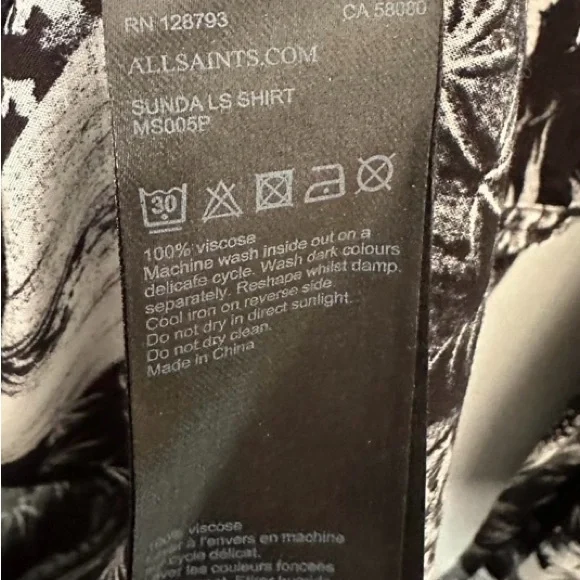 RN 128793 CA 58080
ALLSAINTS.COM
SUNDA LS SHIRT
MS005P
30
100% viscose
Machine wash inside out on a
delicate cycle. Wash dark colours
separately. Reshape whilst damp.
Cool iron on reverse side.
Do not dry in direct sunlight.
Do not dry clean.
Made in China
100% viscose
à l'envers en machine
cycle délicat.
les couleurs foncées